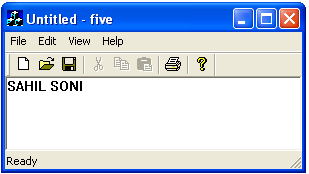 Untitled - five
File Edit View Help
SAHIL SONI
Ready